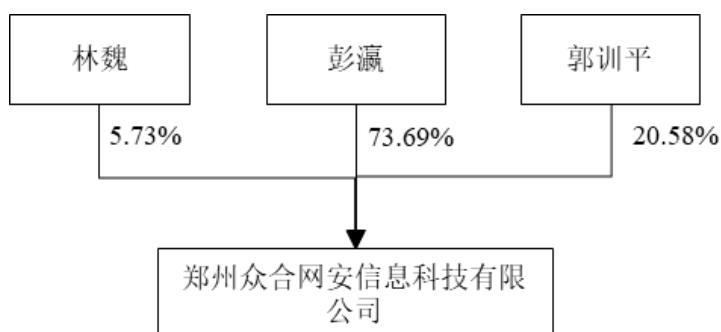 林魏
彭瀛
郭训平
5.73%
73.69%
20.58%
郑州众合网安信息科技有限
公司